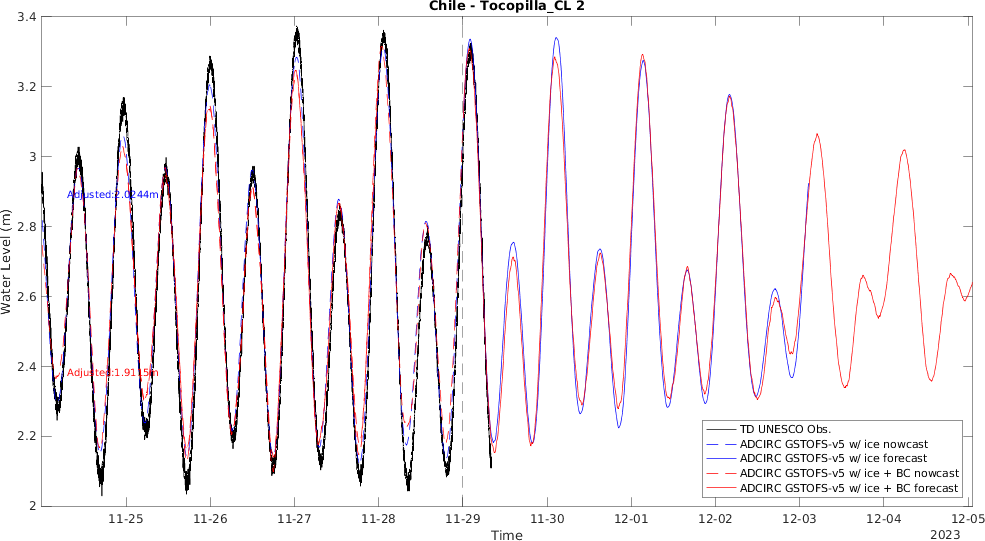 Chile - Tocopilla_CL 2
3.4
3.2
3
2.8
2.6
2.4
2.2
2
Water Level (m)
Adjusted:2.0244m
Adjusted:1.9115m
TD UNESCO Obs.
ADCIRC GSTOFS-v5 w/ ice nowcast
ADCIRC GSTOFS-v5 w/ ice forecast
ADCIRC GSTOFS-v5 w/ ice + BC nowcast
ADCIRC GSTOFS-v5 w/ ice + BC forecast
11-25 11-26 11-27 11-28 11-29 11-30 12-01 12-02 12-03 12-04 12-05
Time
2023